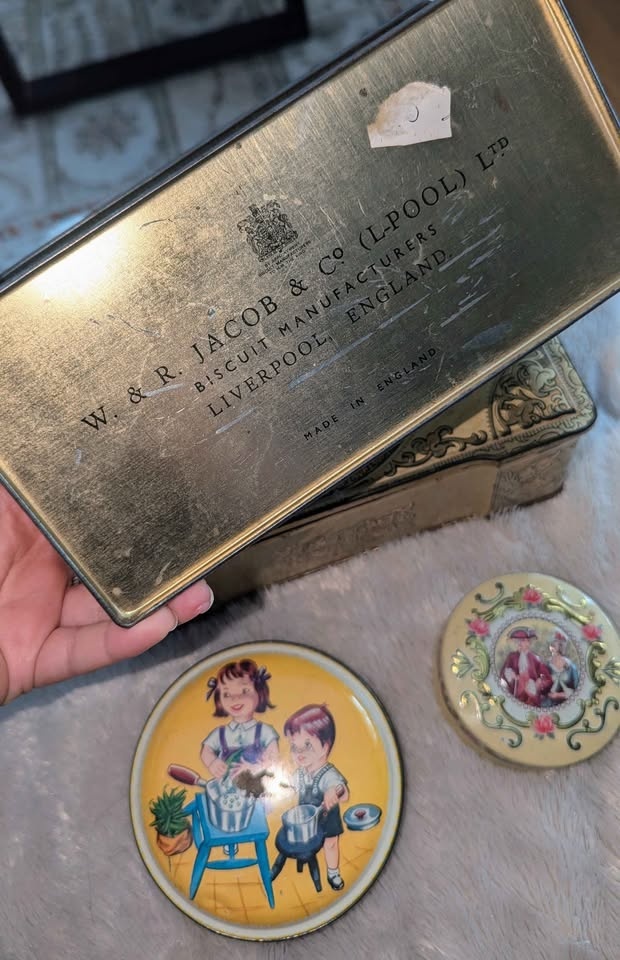 W. & R. JACOB & Cº (L-POOL) LTD
BISCUIT MANUFACTURERS
LIVERPOOL, ENGLAND.
MADE IN ENGLAND